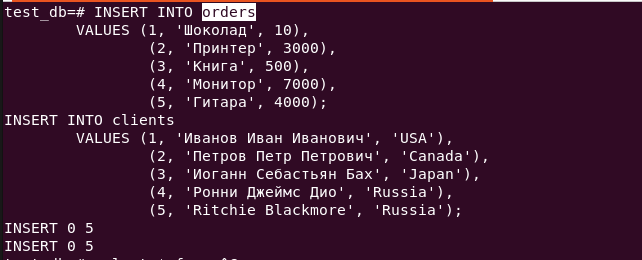 test_db=# INSERT INTO orders
VALUES (1, 'Шоколад', 10),
(2, 'Принтер', 3000),
(3, 'Книга', 500),
(4, 'Монитор', 7000),
(5, 'Гитара', 4000);
INSERT INTO clients
VALUES (1, 'Иванов Иван Иванович', 'USA'),
(2, 'Петров Петр Петрович', 'Canada'),
(3, 'Иоганн Себастьян Бах', 'Japan'),
(4, 'Ронни Джеймс Дио', 'Russia'),
(5, 'Ritchie Blackmore', 'Russia');
INSERT 0 5
INSERT 0 5